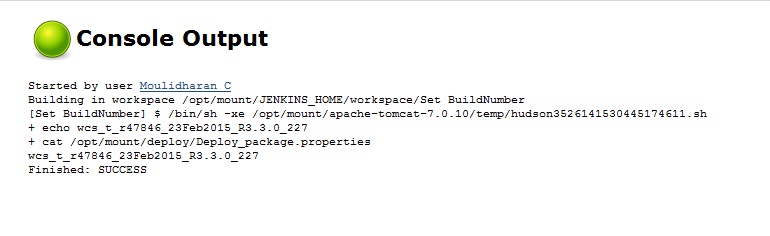 Console Output
Started by user Moulidharan C
Building in workspace /opt/mount/JENKINS_HOME/workspace/Set BuildNumber
[Set BuildNumber] $ /bin/sh -xe /opt/mount/apache-tomcat-7.0.10/temp/hudson3526141530445174611.sh
+ echo wcs_t_r47846_23Feb2015_R3.3.0_227
+ cat /opt/mount/deploy/Deploy_package.properties
wcs_t_r47846_23Feb2015_R3.3.0_227
Finished: SUCCESS